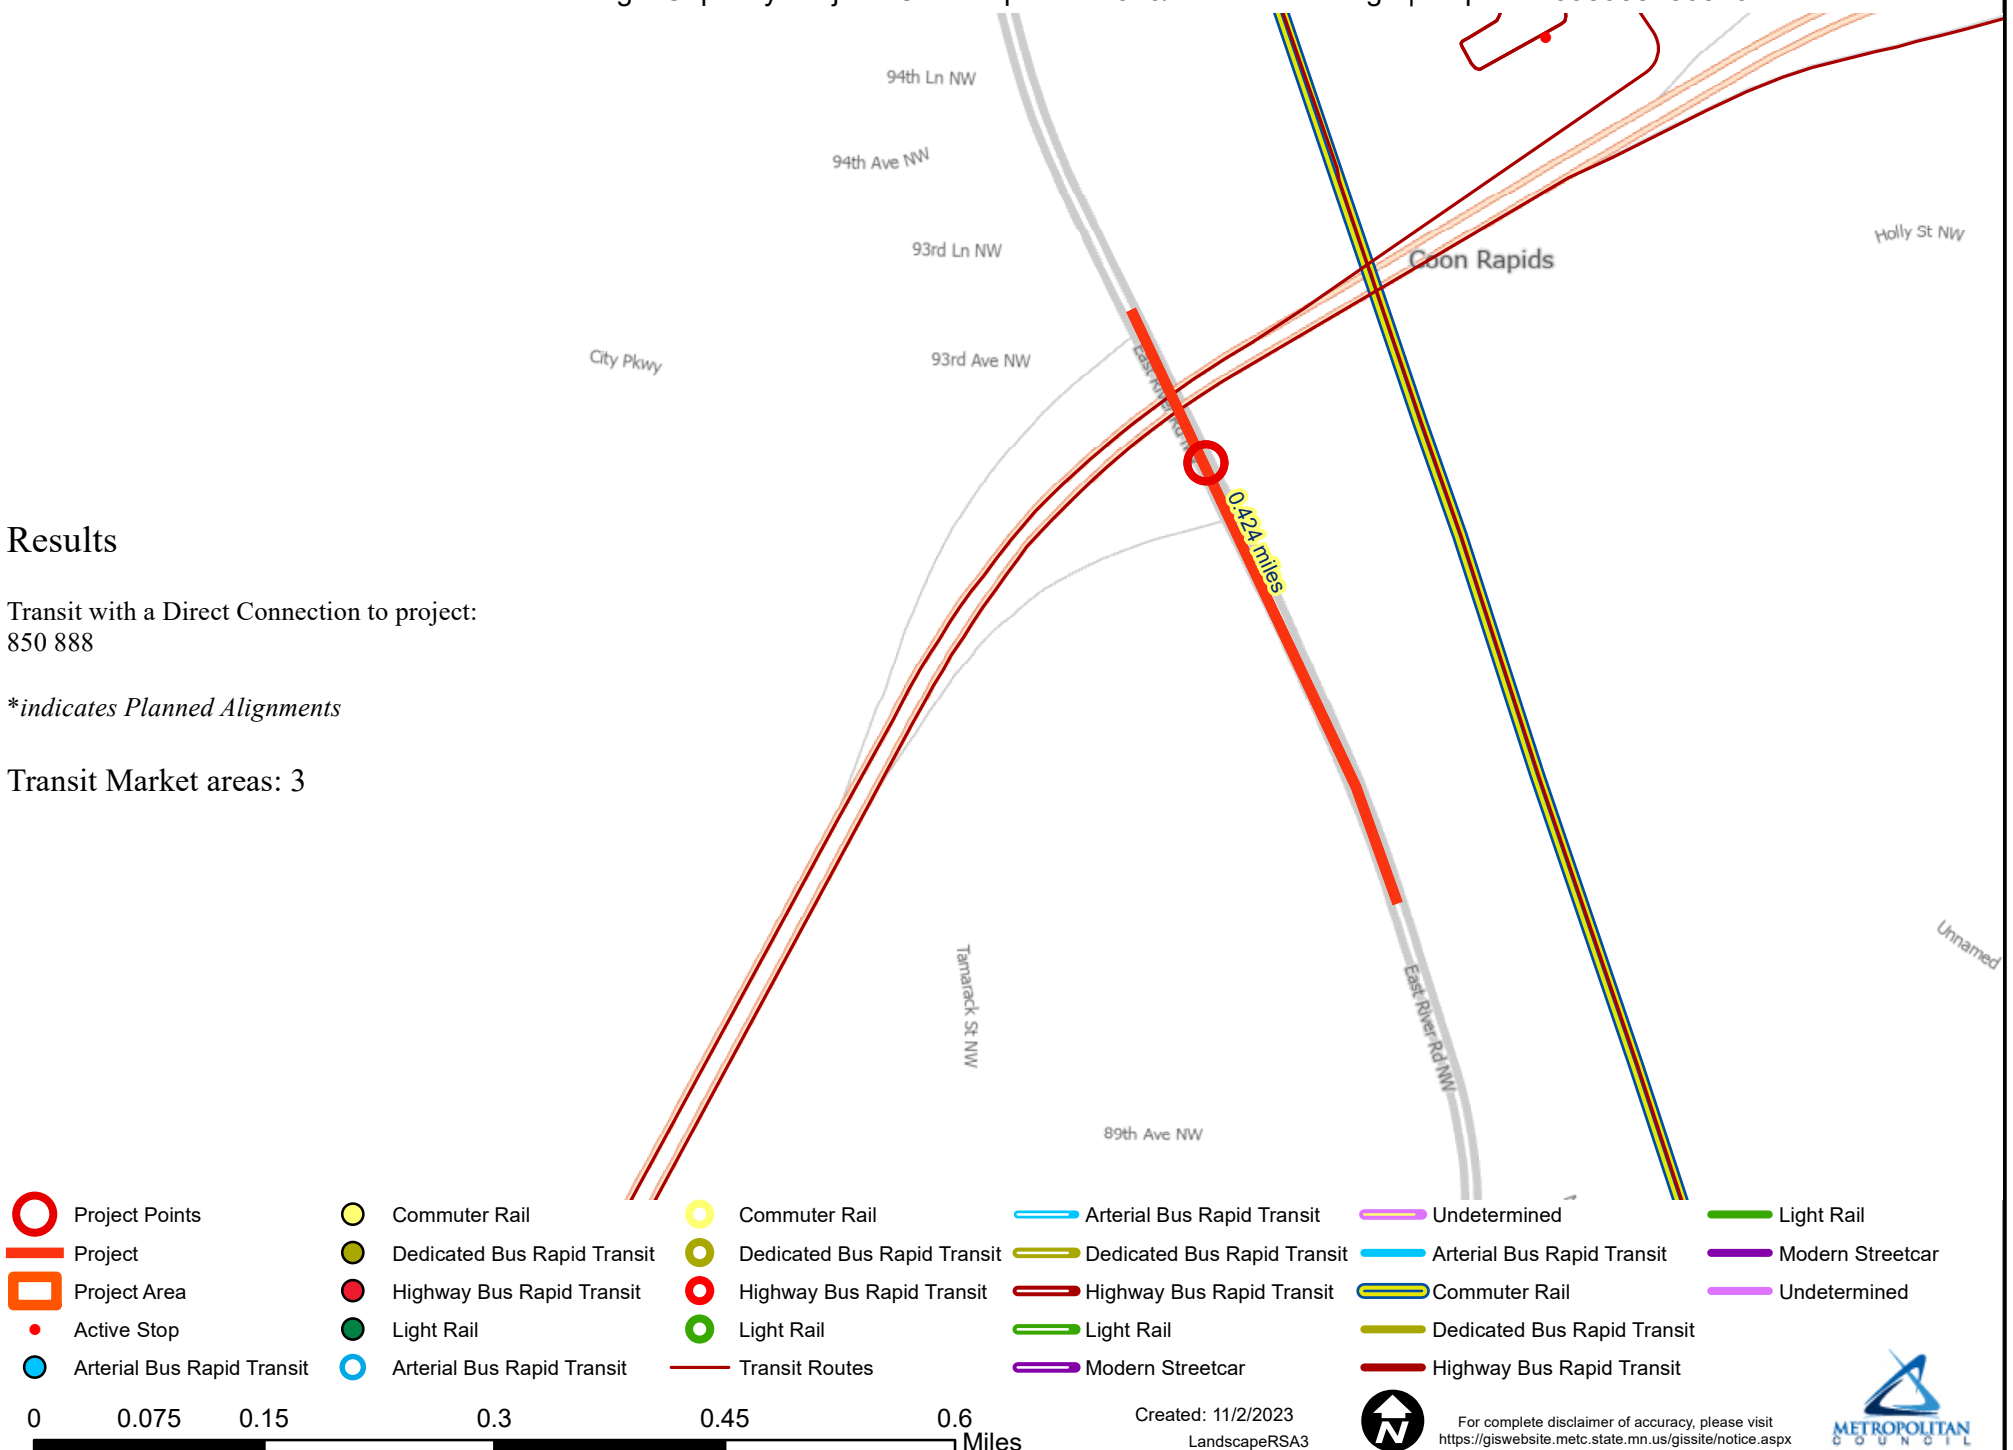 94th Ln NW
94th Ave NW
93rd Ln NW
93rd Ave NW
City Pkwy
Coon Rapids
Holly St NW
East River Rd
0.424 miles
Results
Transit with a Direct Connection to project:
850 888
*indicates Planned Alignments
Transit Market areas: 3
Tamarack St NW
East River Rd NW
Unnamed
89th Ave NW
Project Points
Project
Project Area
Active Stop
Arterial Bus Rapid Transit
Commuter Rail
Dedicated Bus Rapid Transit
Highway Bus Rapid Transit
Light Rail
Arterial Bus Rapid Transit
Commuter Rail
Dedicated Bus Rapid Transit
Highway Bus Rapid Transit
Light Rail
Transit Routes
Arterial Bus Rapid Transit
Dedicated Bus Rapid Transit
Highway Bus Rapid Transit
Light Rail
Modern Streetcar
Undetermined
Arterial Bus Rapid Transit
Commuter Rail
Dedicated Bus Rapid Transit
Highway Bus Rapid Transit
Light Rail
Modern Streetcar
Undetermined
0 0.075 0.15 0.3 0.45 0.6
Miles
Created: 11/2/2023
LandscapeRSA3
N
For complete disclaimer of accuracy, please visit
https://giswebsite.metc.state.mn.us/gissite/notice.aspx
METROPOLITAN
COUNCIL